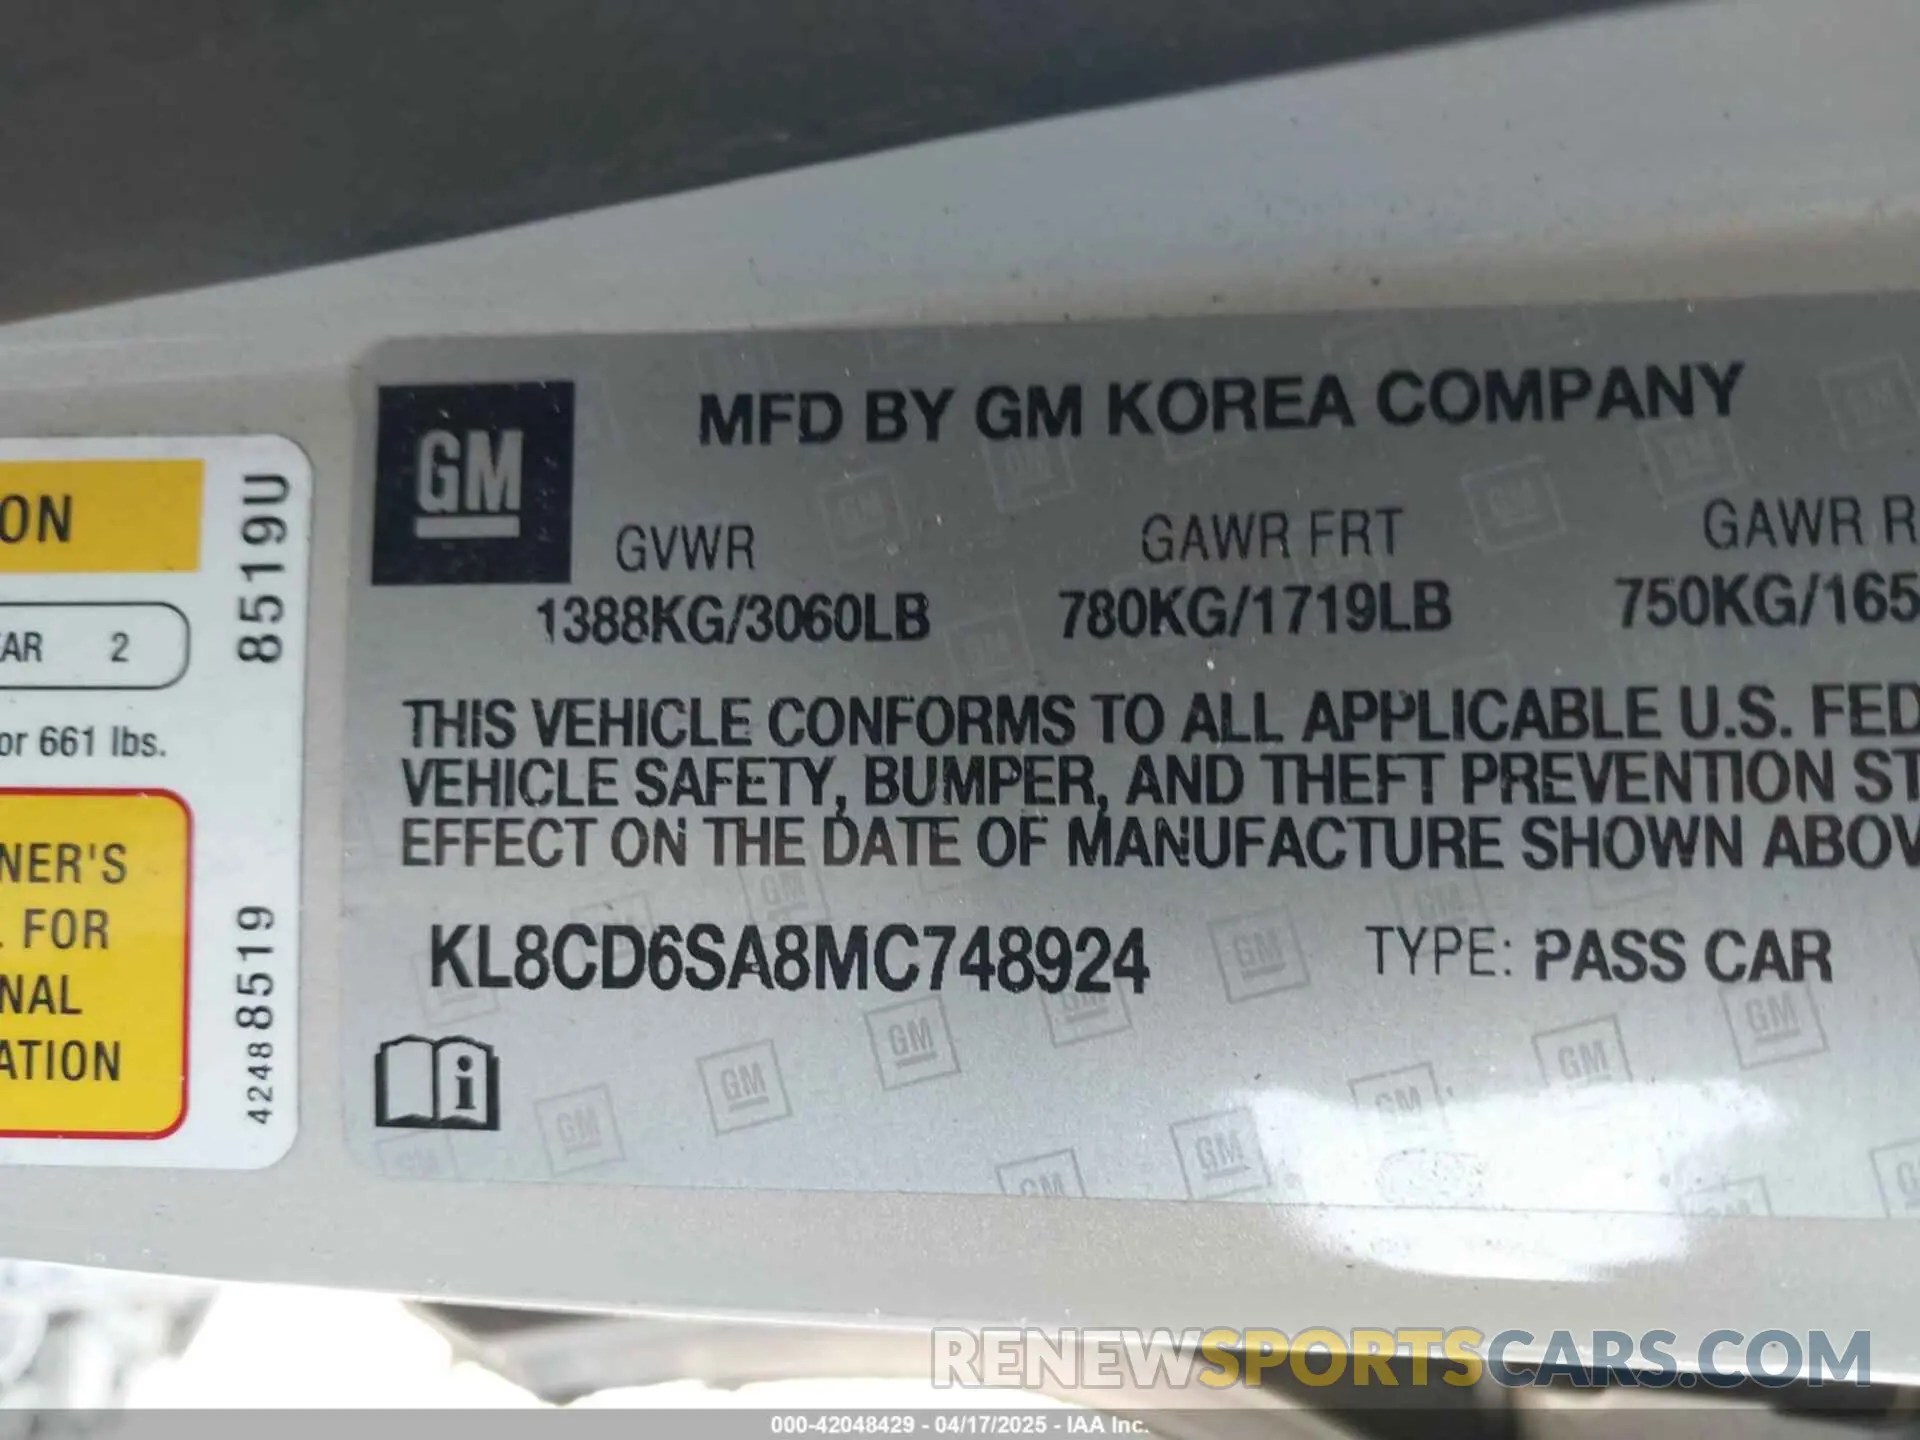 ON
EAR 2
or 661 lbs.
NER'S
L FOR
NAL
ATION
8519U
42488519
GM
MFD BY GM KOREA COMPANY
GVWR GAWR FRT GAWR R
1388KG/3060LB 780KG/1719LB 750KG/165
THIS VEHICLE CONFORMS TO ALL APPLICABLE U.S. FED
VEHICLE SAFETY, BUMPER, AND THEFT PREVENTION ST
EFFECT ON THE DATE OF MANUFACTURE SHOWN ABOV
KL8CD6SA8MC748924 TYPE: PASS CAR
i
RENEWSPORTSCARS.COM
000-42048429 - 04/17/2025 - IAA Inc.